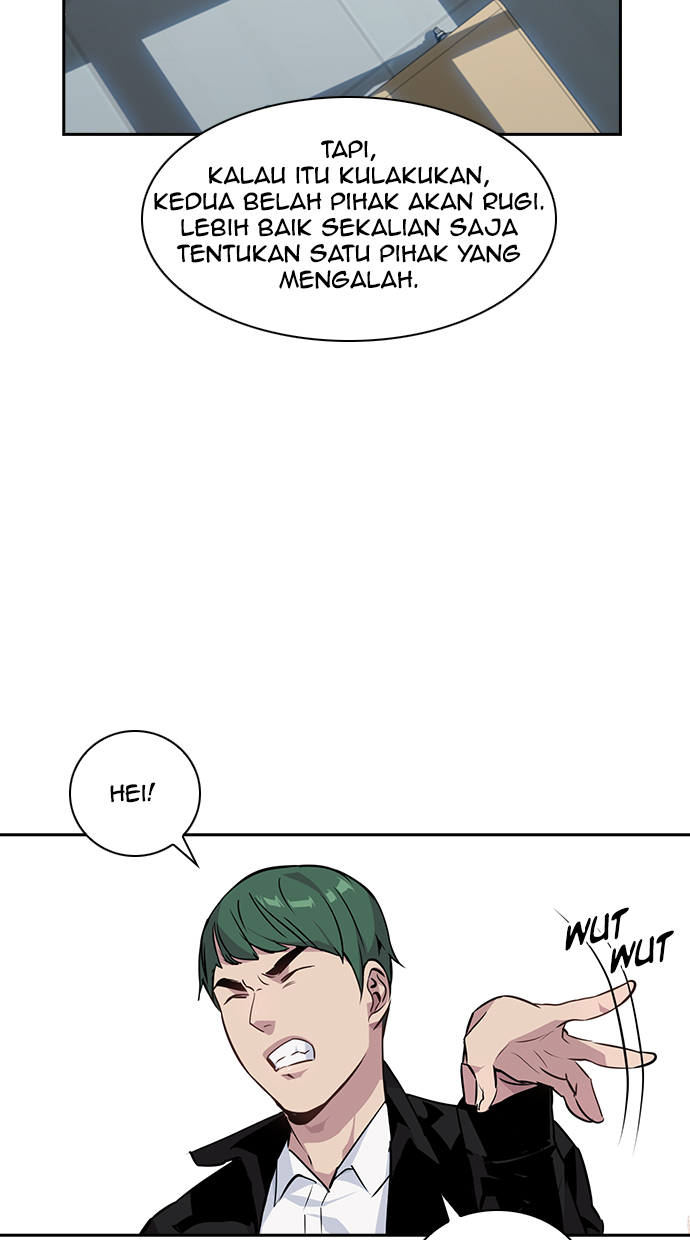 TAPI,
KALAU ITU KULAKUKAN,
KEDUA BELAH PIHAK AKAN RUGI.
LEBIH BAIK SEKALIAN SAJA
TENTUKAN SATU PIHAK YANG
MENGALAH.
HEI!
WUT
WUT